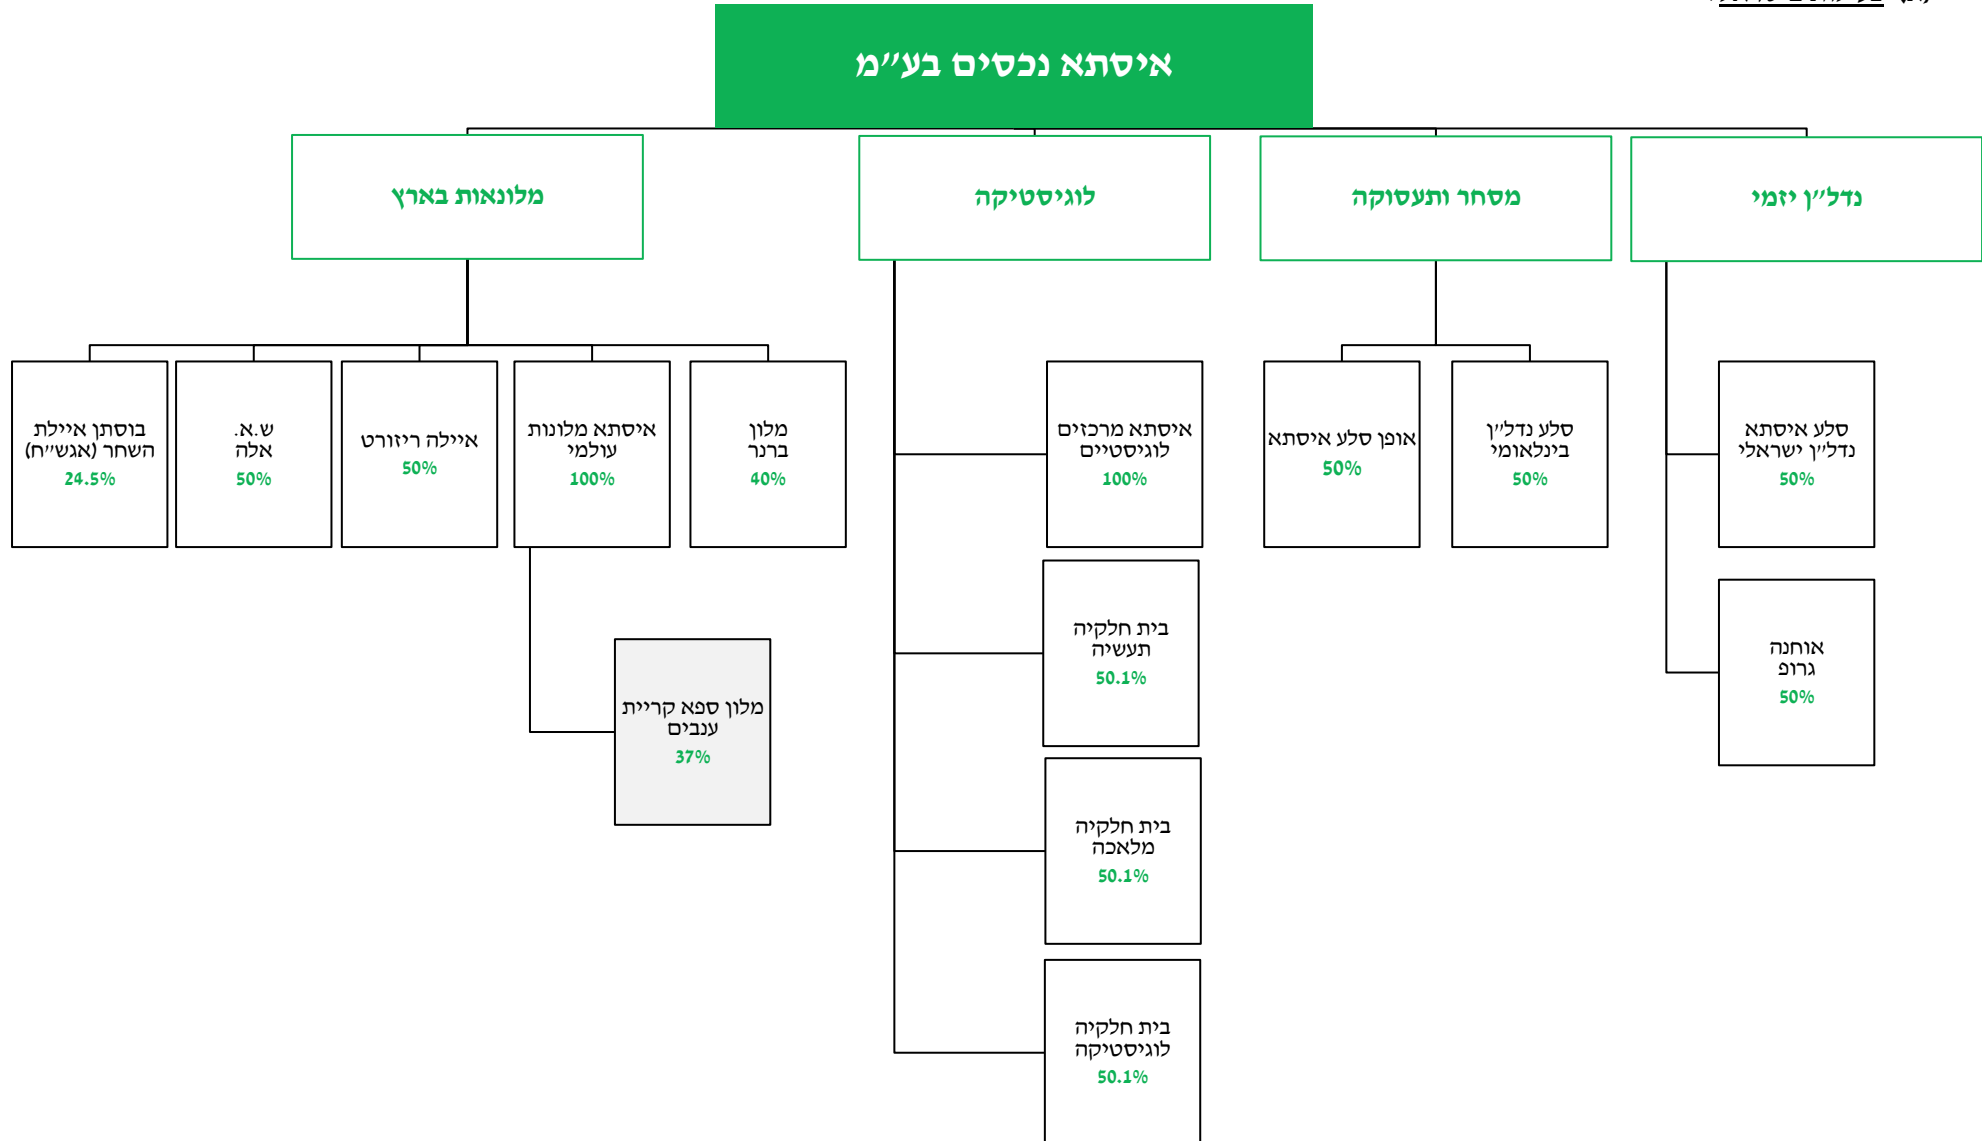 איסתא נכסים בע״מ
נדל״ן יזמי
מסחר ותעסוקה
לוגיסטיקה
מלונאות בארץ
סלע איסתא
נדל״ן ישראלי
50%
אוחנה
גרופ
50%
סלע נדל״ן
בינלאומי
50%
אופן סלע איסתא
50%
איסתא מרכזים
לוגיסטיים
100%
בית חלקיה
תעשיה
50.1%
בית חלקיה
מלאכה
50.1%
בית חלקיה
לוגיסטיקה
50.1%
מלון
ברנר
40%
איסתא מלונות
עולמי
100%
מלון ספא קריית
ענבים
37%
איילה ריזורט
50%
ש.א.
אלה
50%
בוסתן איילת
השחר (אגש״ח)
24.5%